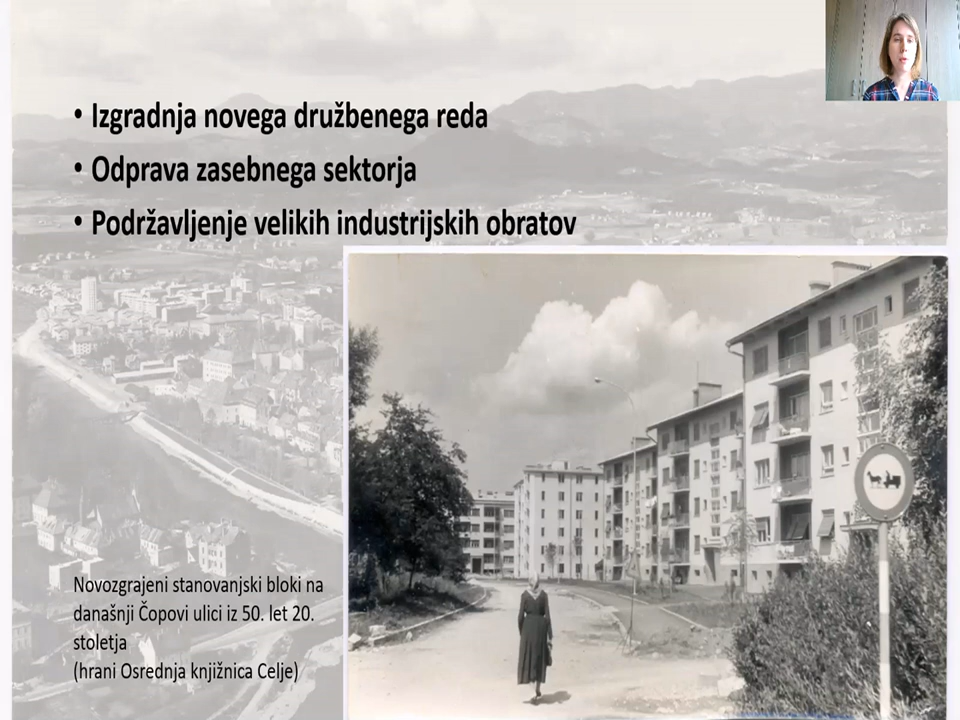 • Izgradnja novega družbenega reda
• Odprava zasebnega sektorja
• Podržavljenje velikih industrijskih obratov
Novozgrajeni stanovanjski bloki na
današnji Čopovi ulici iz 50. let 20.
stoletja
(hrani Osrednja knjižnica Celje)